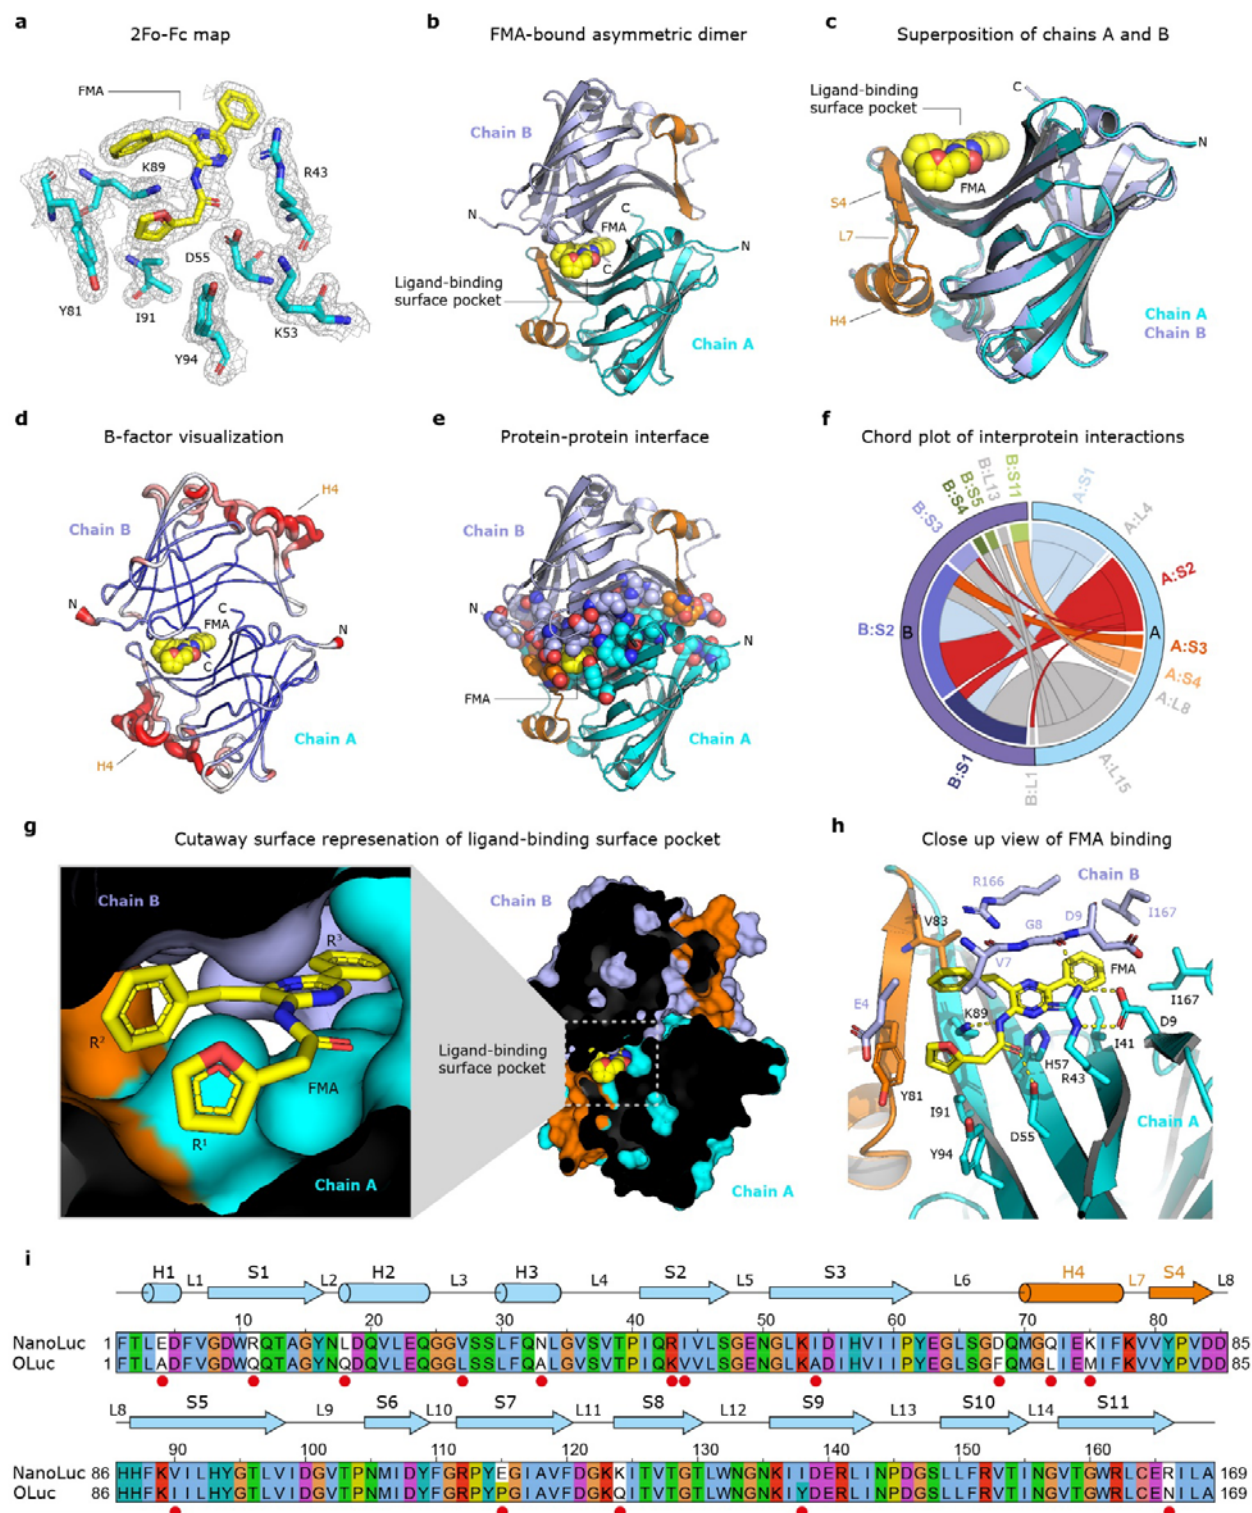 a
2Fo-Fc map
FMA
K89
R43
D55
Y81
I91
K53
Y94
b
FMA-bound asymmetric dimer
Chain B
N
C
FMA
N
C
Ligand-binding
surface pocket
Chain A
c
Superposition of chains A and B
Ligand-binding
surface pocket
C
N
FMA
S4
L7
H4
Chain A
Chain B
d
B-factor visualization
H4
Chain B
N
C
FMA
N
C
Chain A
H4
e
Protein-protein interface
Chain B
N
N
FMA
Chain A
f
Chord plot of interprotein interactions
B:S3
B:S4
B:S5
B:L13
B:S11
A:S1
A:L4
A:S2
B:S2
B
A
A:S3
A:S4
A:L8
A:L15
B:L1
B:S1
g
Cutaway surface represenation of ligand-binding surface pocket
Chain B
R³
R²
FMA
R¹
Chain A
Chain B
Ligand-binding
surface pocket
Chain A
h
Close up view of FMA binding
R166
Chain B
V83
G8
D9
I167
V7
FMA
E4
I167
K89
D9
H57
I41
R43
Y81
I91
Chain A
D55
Y94
i
H1 L1 S1 L2 H2 L3 H3 L4 S2 L5 S3 L6 H4 L7 S4 L8
10 20 30 40 50 60 70 80
NanoLuc 1 FTLEDFVGDWRQTAGYNLDQVLEQGGVSSLFQNLGVSVTPIQRIVLSGENGLKIDIHVIIPYEGLSGDQMGQIEKIFKVVYPVDD 85
OLuc 1 FTLADFVGDWQQTAGYNQDQVLEQGGLSSLFQALGVSVTPIQKVVLSGENGLKADIHVIIPYEGLSGFQMGLIEMIFKVVYPVDD 85
L8 S5 L9 S6 L10 S7 L11 S8 L12 S9 L13 S10 L14 S11
90 100 110 120 130 140 150 160
NanoLuc 86 HHFKVILHYGTLVIDGVTPNMIDYFGRPYEGIAVFDGKKITVTGTLWNGNKIIDERLINPDGSLLFRVTINGVTGWRLCERILA 169
OLuc 86 HHFKIILHYGTLVIDGVTPNMIDYFGRPYPGIAVFDGKQITVTGTLWNGNKIYDERLINPDGSLLFRVTINGVTGWRLCENILA 169